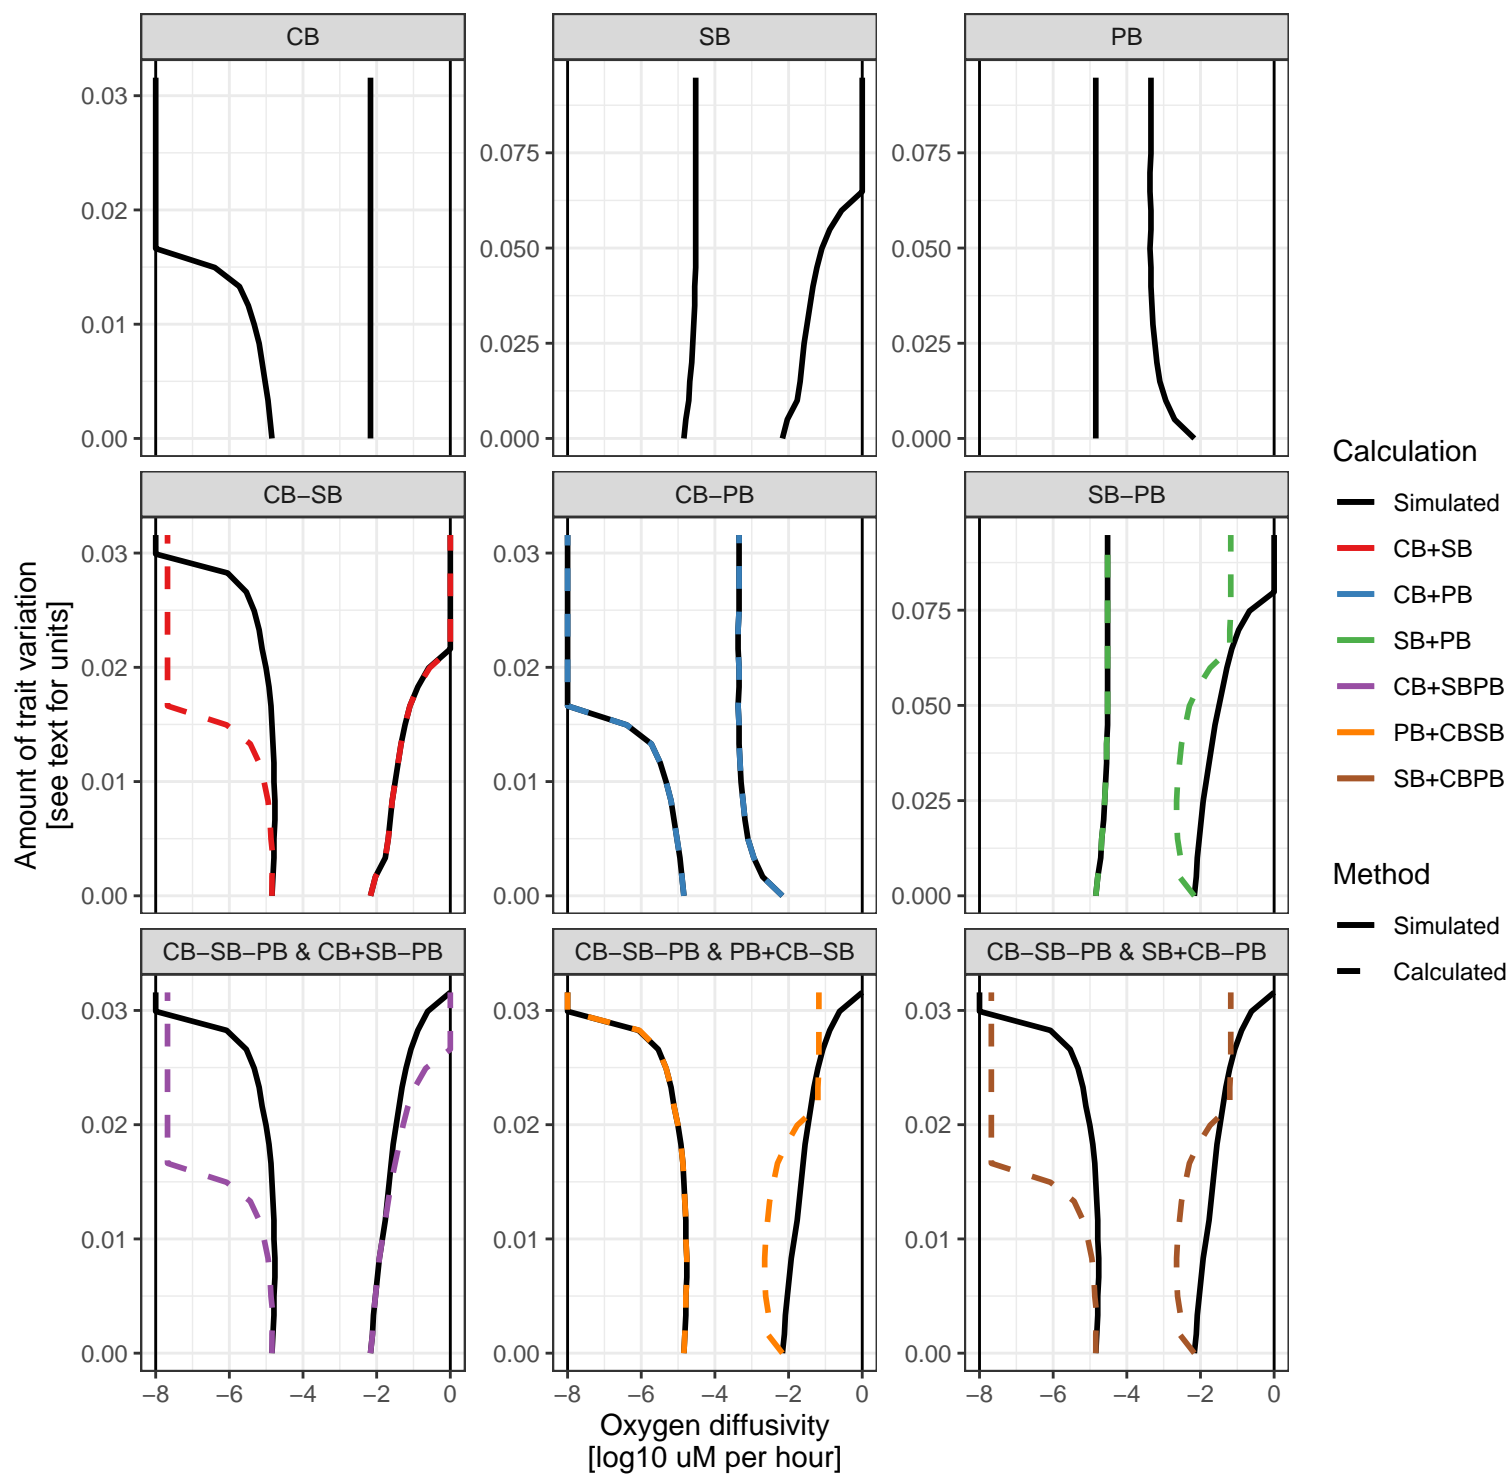 CB
SB
PB
0.03
0.02
0.01
0.00
0.075
0.050
0.025
0.000
0.075
0.050
0.025
0.000
CB−SB
CB−PB
SB−PB
0.03
0.02
0.01
0.00
0.03
0.02
0.01
0.00
0.075
0.050
0.025
0.000
CB−SB−PB & CB+SB−PB
CB−SB−PB & PB+CB−SB
CB−SB−PB & SB+CB−PB
0.03
0.02
0.01
0.00
0.03
0.02
0.01
0.00
0.03
0.02
0.01
0.00
−8 −6 −4 −2 0
−8 −6 −4 −2 0
−8 −6 −4 −2 0
Oxygen diffusivity
[log10 uM per hour]
Amount of trait variation
[see text for units]
Calculation
Simulated
CB+SB
CB+PB
SB+PB
CB+SBPB
PB+CBSB
SB+CBPB
Method
Simulated
Calculated